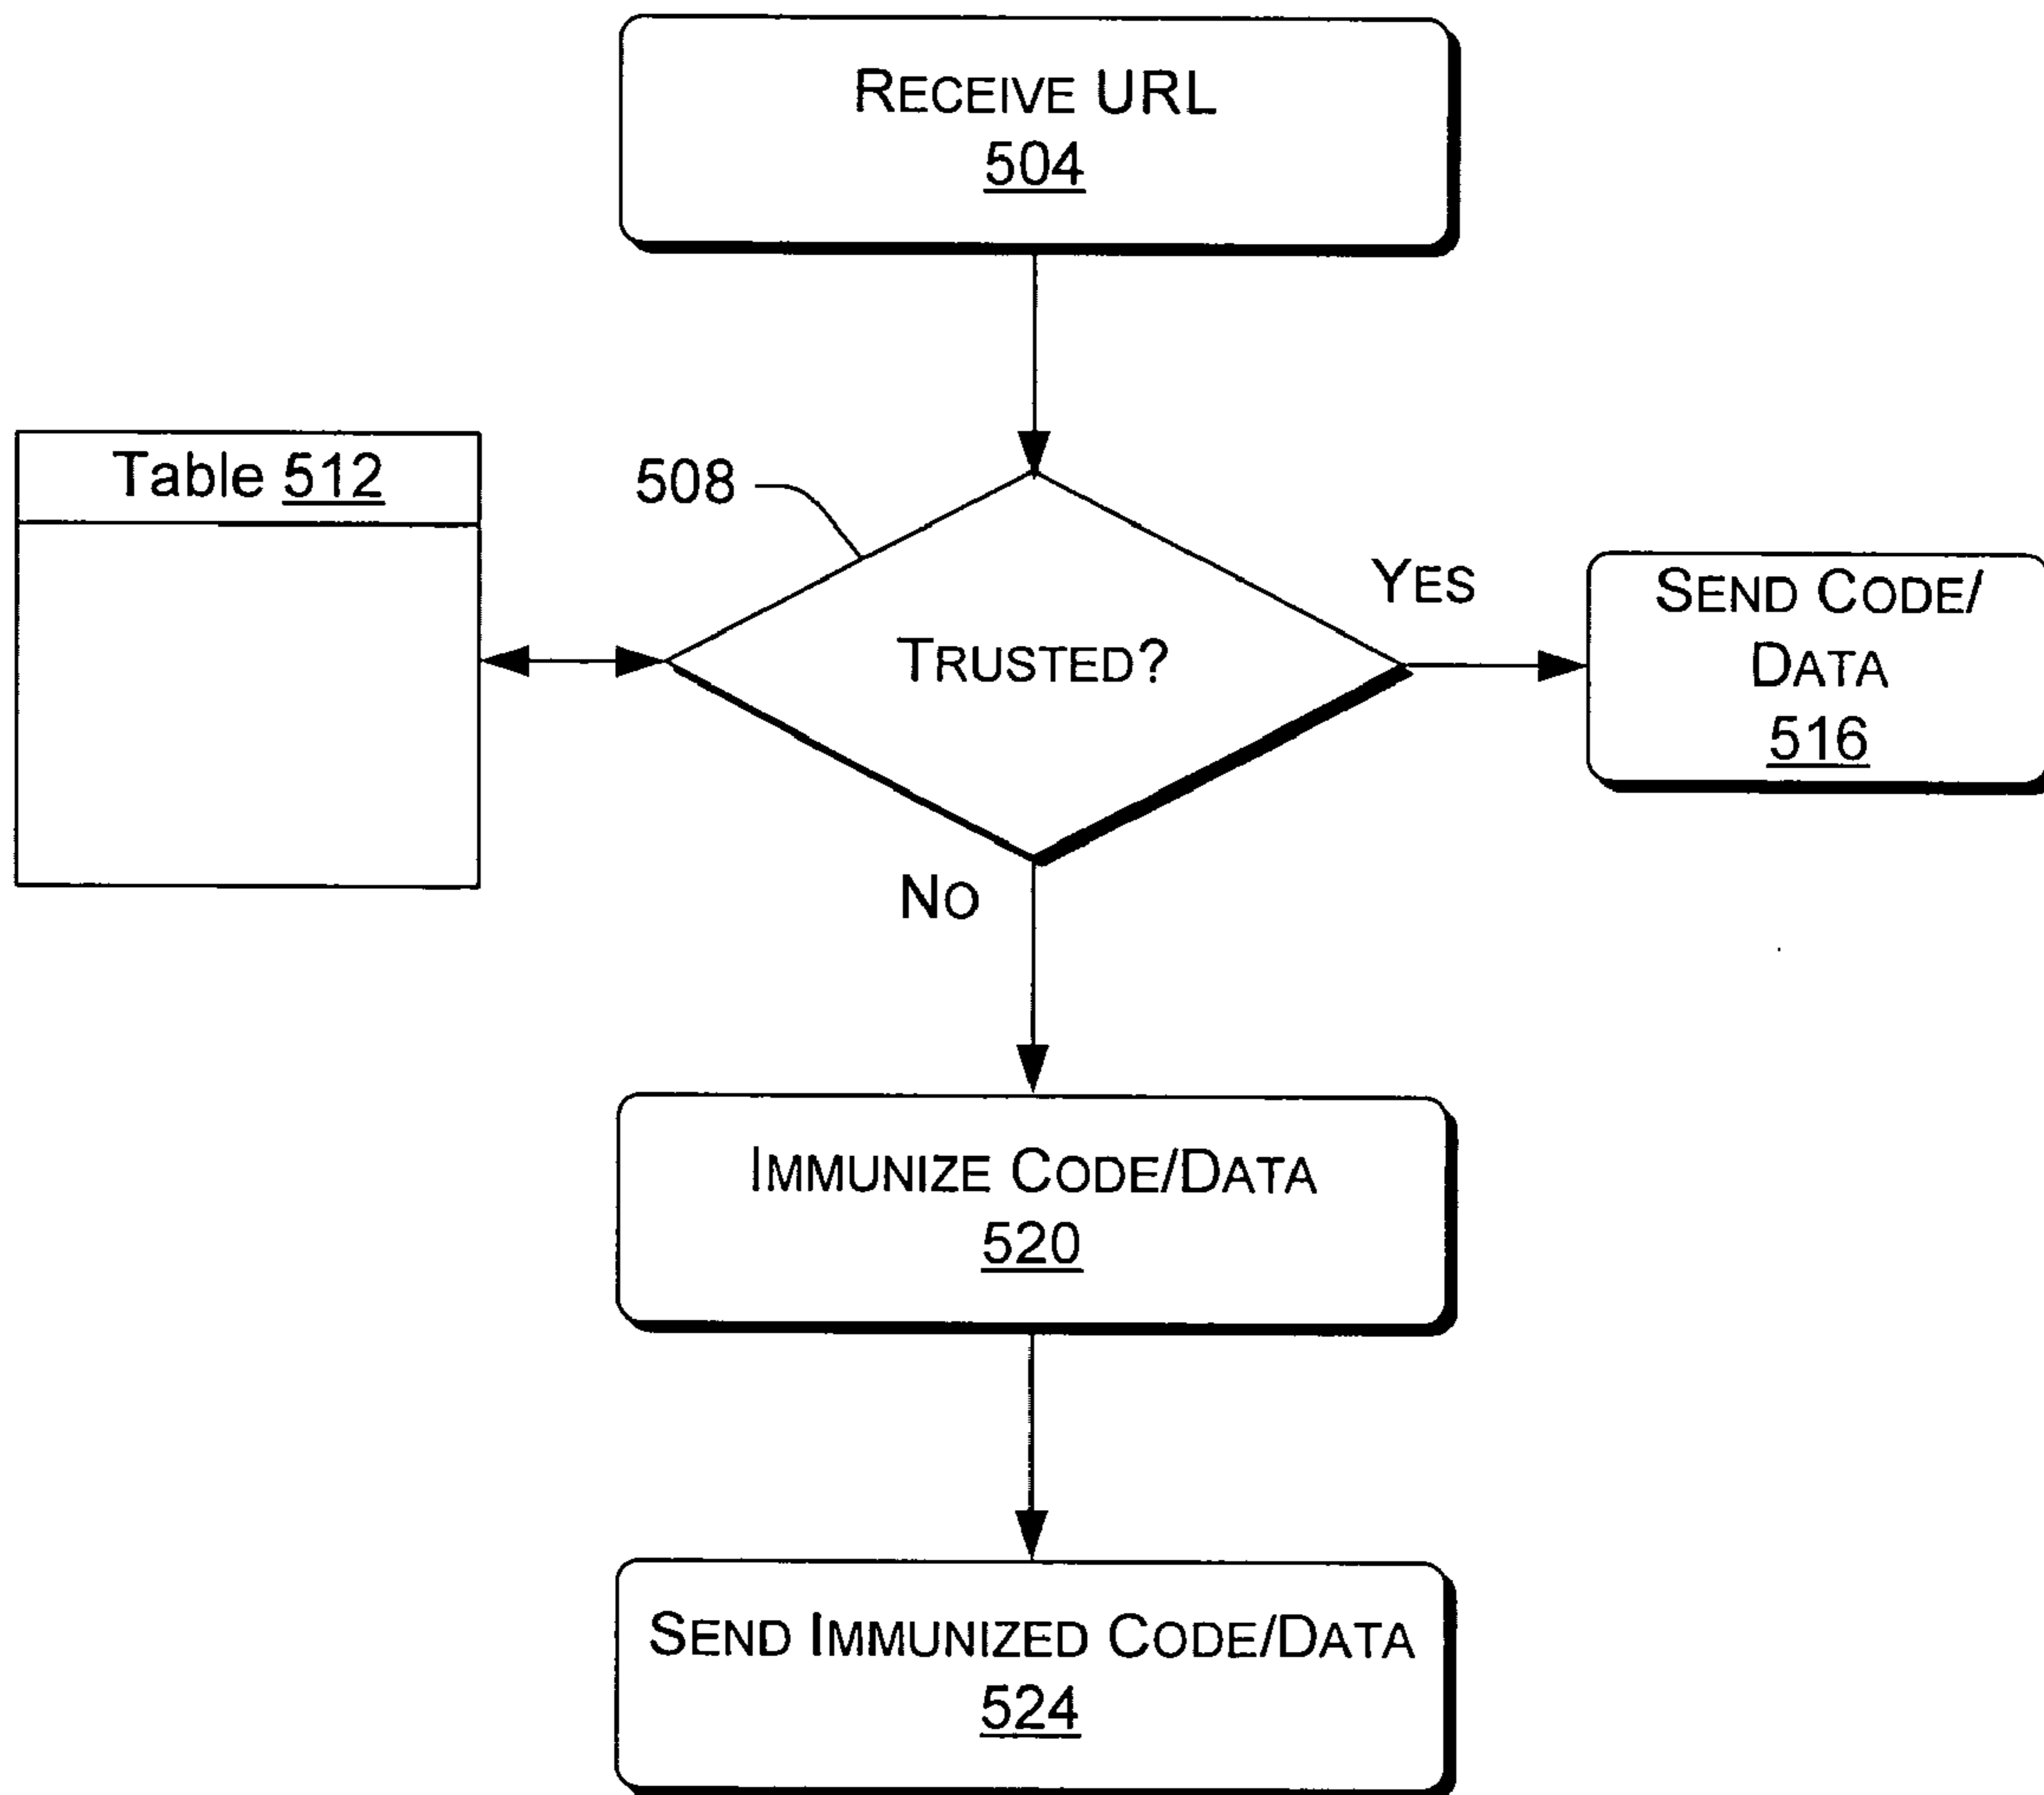 RECEIVE URL
504
Table 512
508
TRUSTED?
YES
SEND CODE/
DATA
516
NO
IMMUNIZE CODE/DATA
520
SEND IMMUNIZED CODE/DATA
524